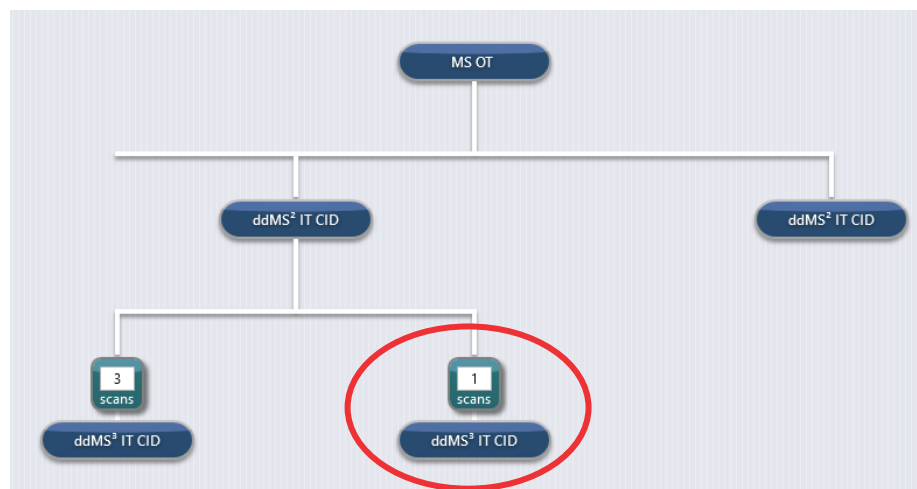 MS OT
ddMS² IT CID
ddMS² IT CID
3
scans
1
scans
ddMS³ IT CID
ddMS³ IT CID